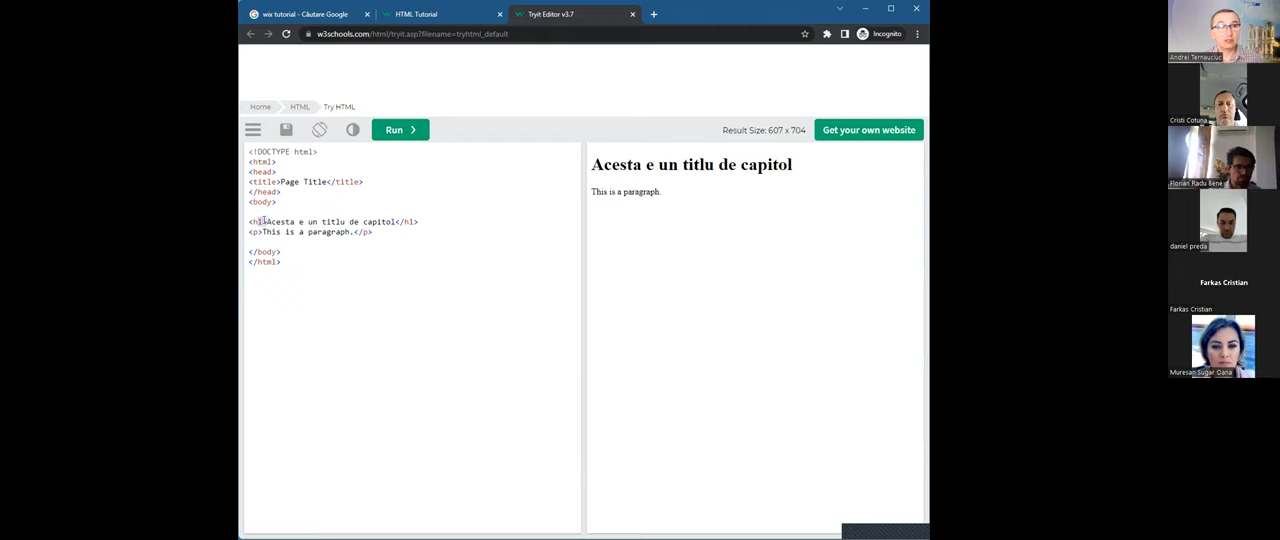 wix tutorial - Căutare Google
HTML Tutorial
Tryit Editor v3.7
w3schools.com/html/tryit.asp?filename=tryhtml_default
Incognito
Home
HTML
Try HTML
Run
Result Size: 607 x 704
Get your own website
<!DOCTYPE html>
<html>
<head>
<title>Page Title</title>
</head>
<body>
<h1>Acesta e un titlu de capitol</h1>
<p>This is a paragraph.</p>
</body>
</html>
Acesta e un titlu de capitol
This is a paragraph.
Andrei Ternauciuc
Cristi Cotuna
Florian Radu Bene
daniel preda
Farkas Cristian
Farkas Cristian
Muresan Sugar Oana